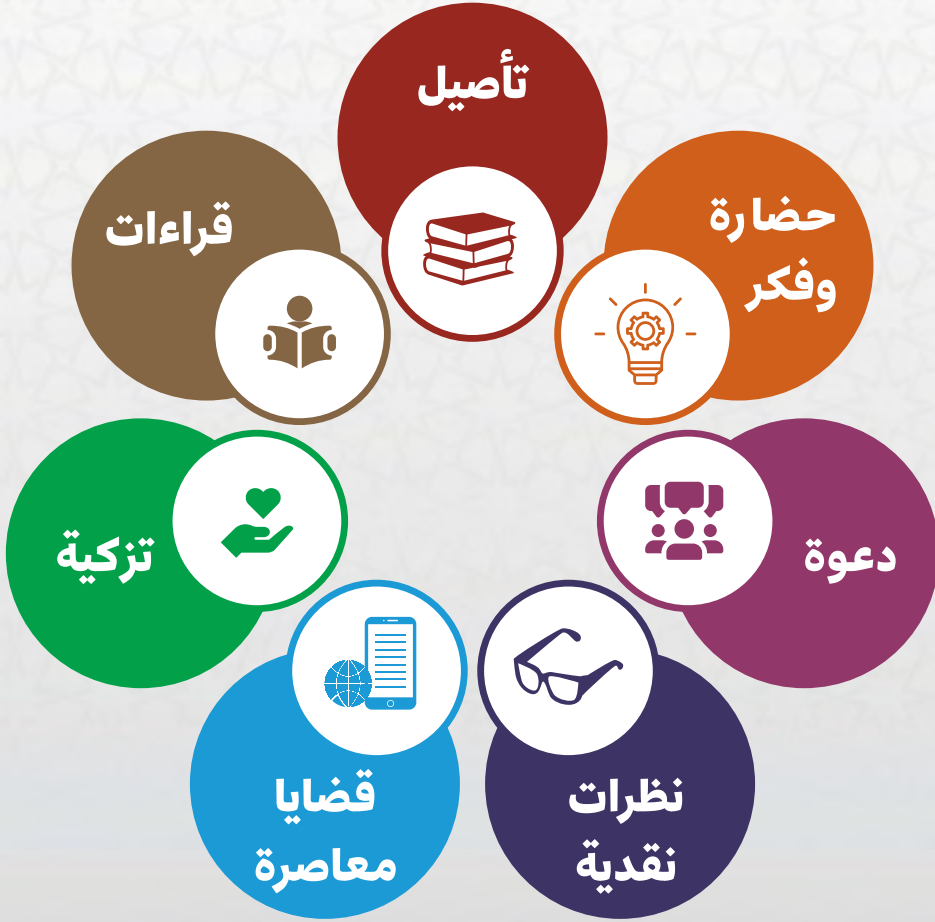 تأصيل
حضارة
وفكر
دعوة
نظرات
نقدية
قضايا
معاصرة
تزكية
قراءات